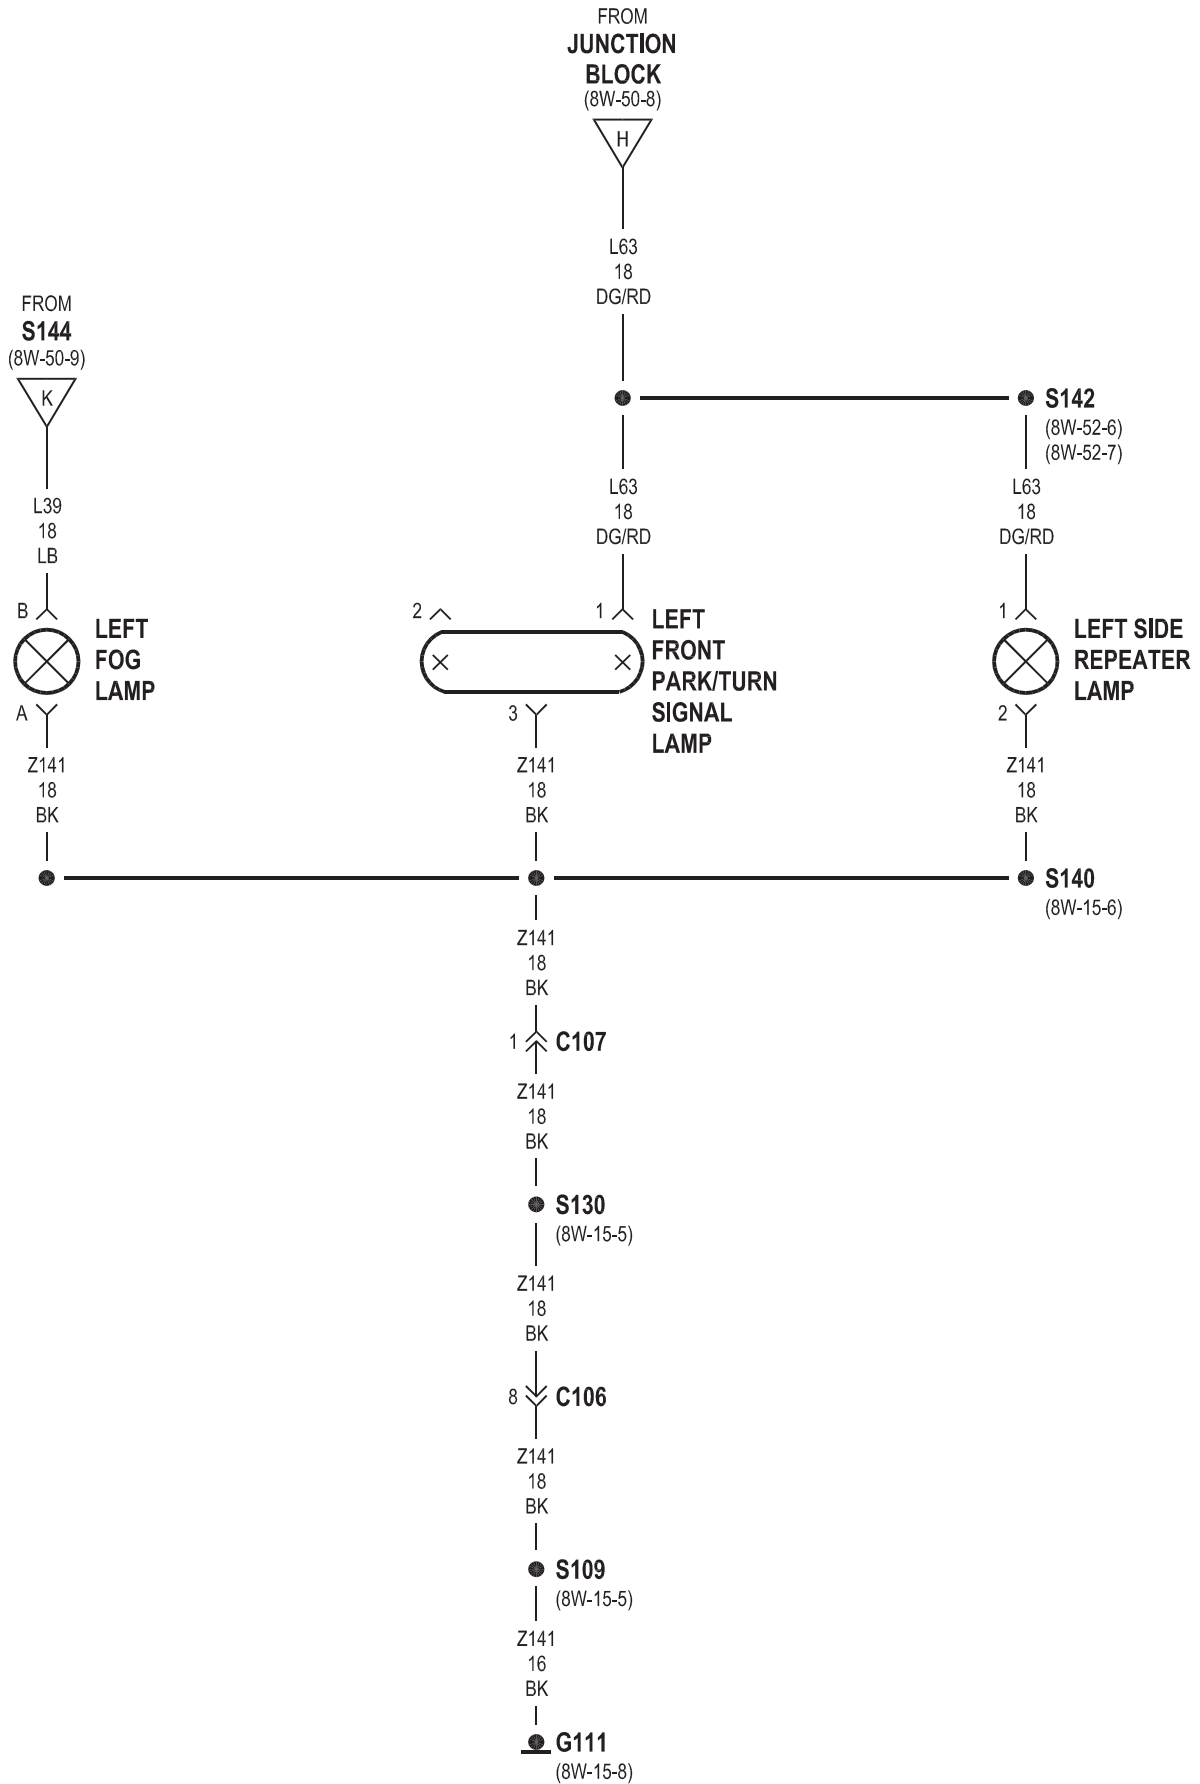 FROM
JUNCTION
BLOCK
(8W-50-8)
H
L63
18
DG/RD
FROM
S144
(8W-50-9)
K
S142
(8W-52-6)
(8W-52-7)
L39
18
LB
L63
18
DG/RD
L63
18
DG/RD
B
LEFT
FOG
LAMP
A
2
1
LEFT
FRONT
PARK/TURN
SIGNAL
LAMP
3
1
LEFT SIDE
REPEATER
LAMP
2
Z141
18
BK
Z141
18
BK
Z141
18
BK
S140
(8W-15-6)
Z141
18
BK
1
C107
Z141
18
BK
S130
(8W-15-5)
Z141
18
BK
8
C106
Z141
18
BK
S109
(8W-15-5)
Z141
16
BK
G111
(8W-15-8)